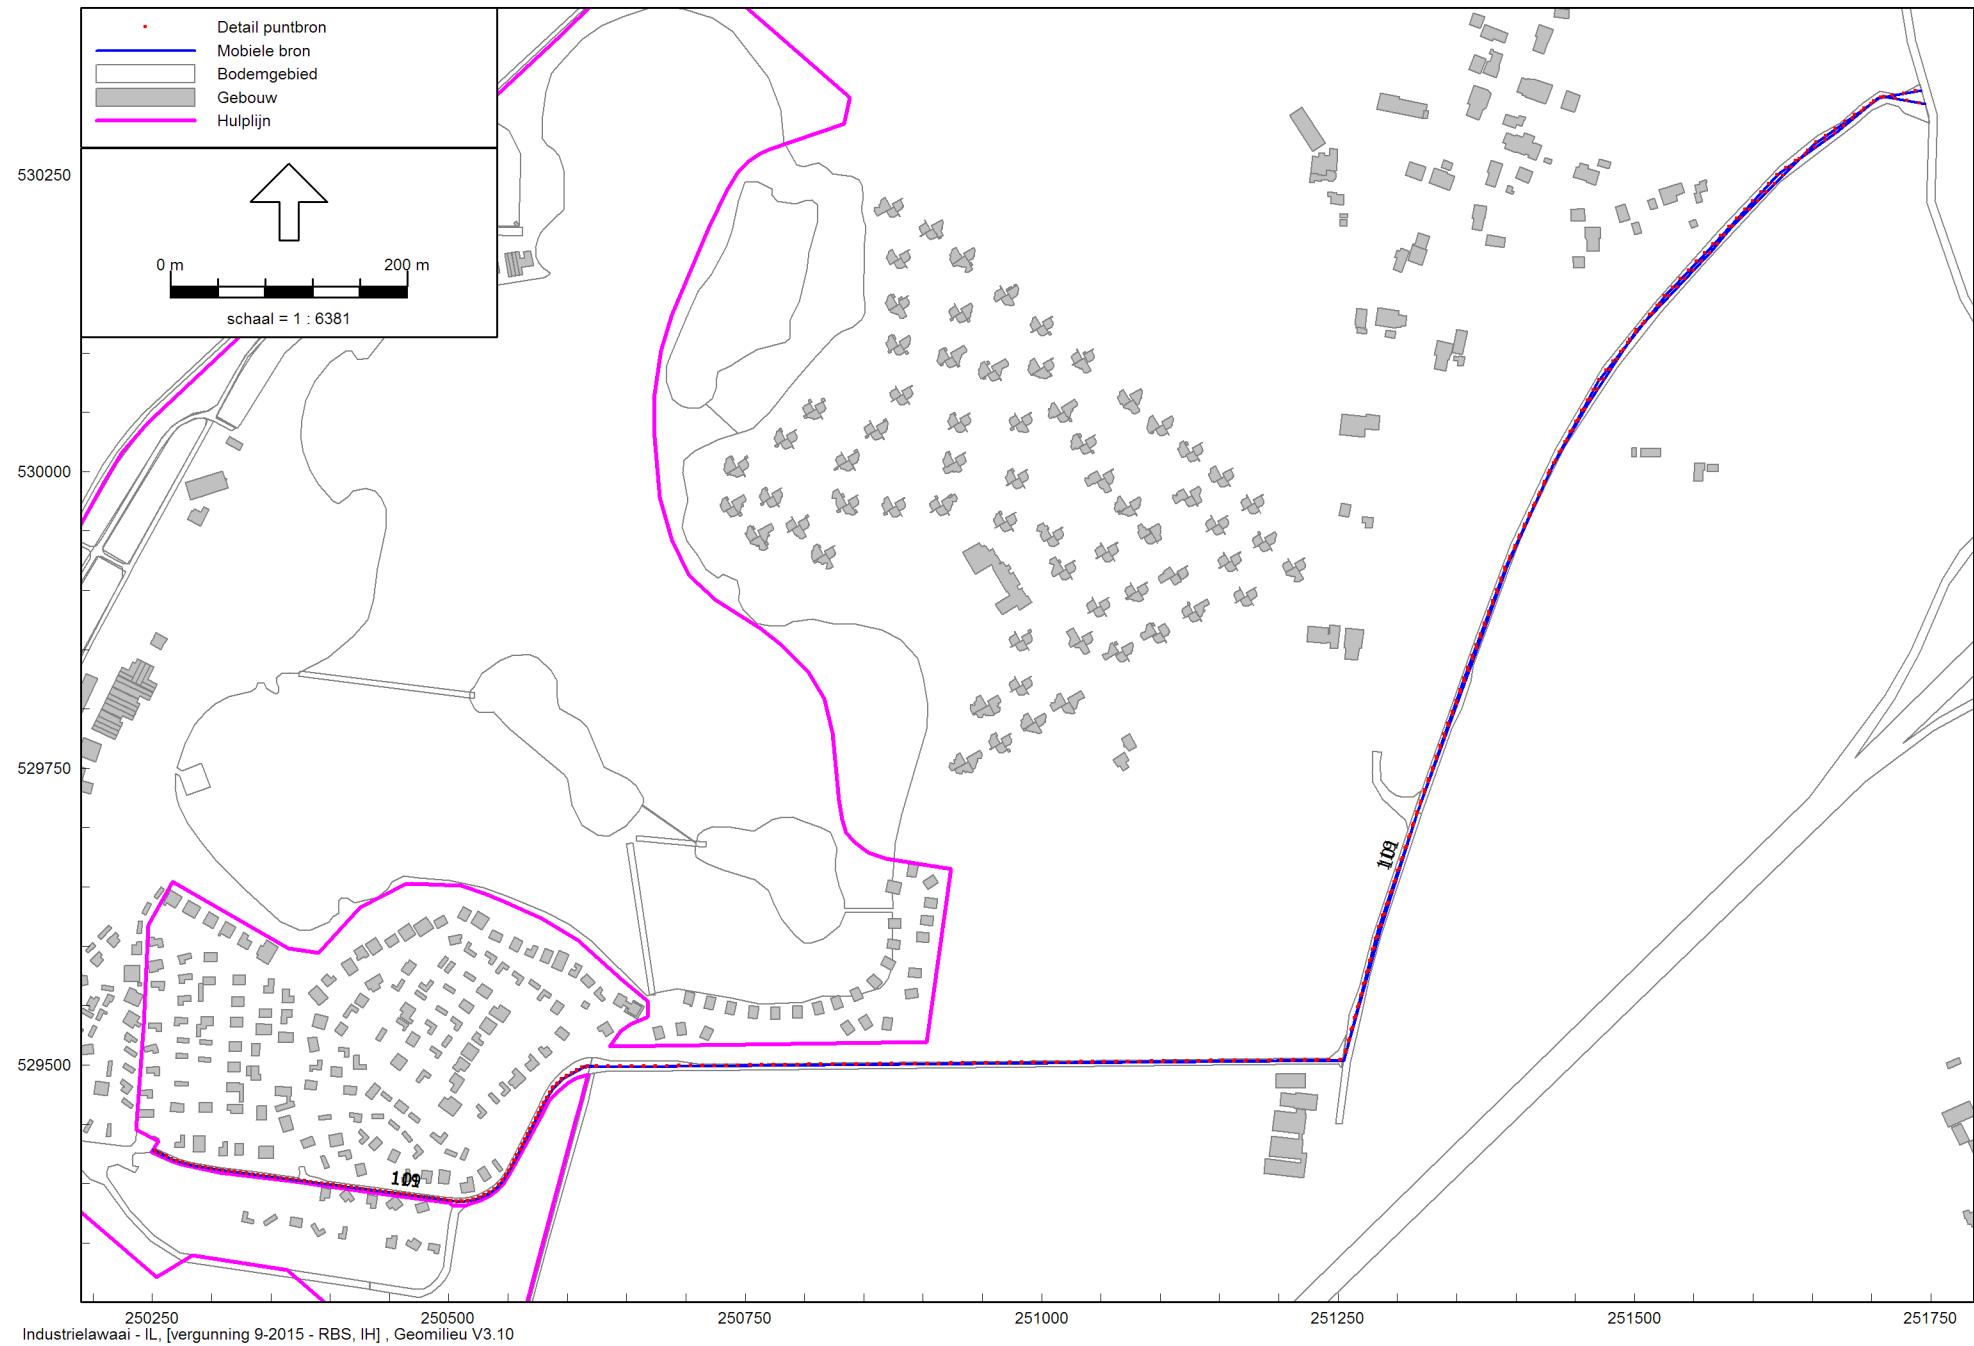 Detail puntbron
Mobiele bron
Bodemgebied
Gebouw
Hulplijn
0 m 200 m
schaal = 1 : 6381
530250
530000
529750
529500
250250 250500 250750 251000 251250 251500 251750
Industrielawaai - IL, [vergunning 9-2015 - RBS, IH] , Geomilieu V3.10